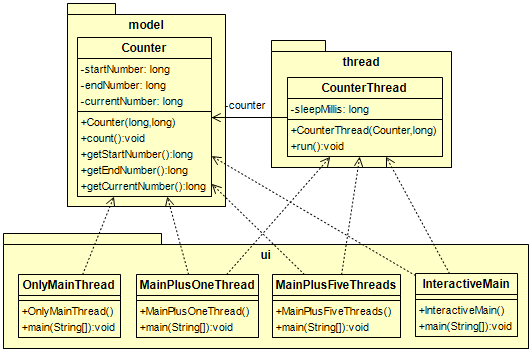 model
Counter
-startNumber: long
-endNumber: long
-currentNumber: long
+Counter(long,long)
+count():void
+getStartNumber():long
+getEndNumber():long
+getCurrentNumber():long
-counter
thread
CounterThread
-sleepMillis: long
+CounterThread(Counter,long)
+run():void
ui
OnlyMainThread
+OnlyMainThread()
+main(String[]):void
MainPlusOneThread
+MainPlusOneThread()
+main(String[]):void
MainPlusFiveThreads
+MainPlusFiveThreads()
+main(String[]):void
InteractiveMain
+InteractiveMain()
+main(String[]):void